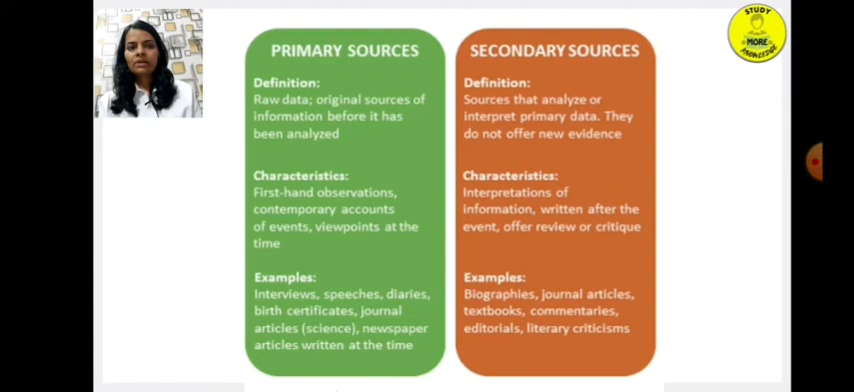 STUDY
MORE
KNOWLEDGE
PRIMARY SOURCES
Definition:
Raw data; original sources of
information before it has
been analyzed
Characteristics:
First-hand observations,
contemporary accounts
of events, viewpoints at the
time
Examples:
Interviews, speeches, diaries,
birth certificates, journal
articles (science), newspaper
articles written at the time
SECONDARY SOURCES
Definition:
Sources that analyze or
interpret primary data. They
do not offer new evidence
Characteristics:
Interpretations of
information, written after the
event, offer review or critique
Examples:
Biographies, journal articles,
textbooks, commentaries,
editorials, literary criticisms